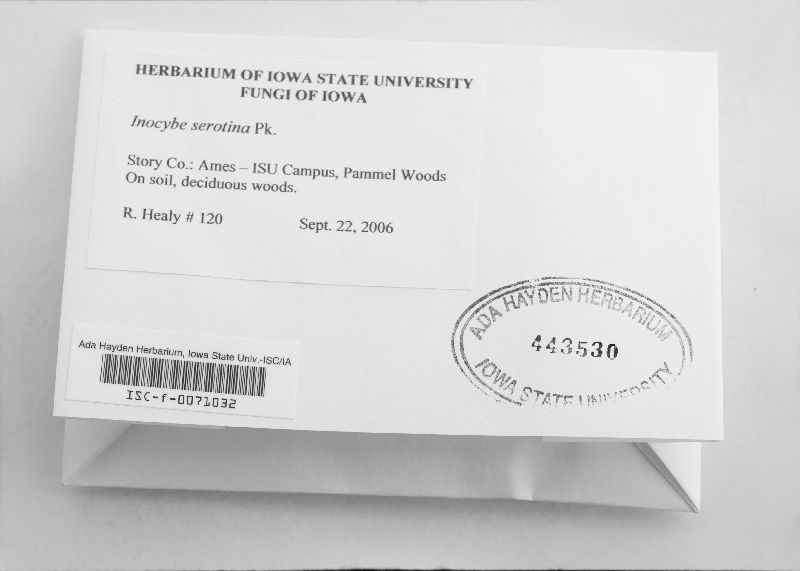 HERBARIUM OF IOWA STATE UNIVERSITY
FUNGI OF IOWA
Inocybe serotina Pk.
Story Co.: Ames – ISU Campus, Pammel Woods
On soil, deciduous woods.
R. Healy # 120 Sept. 22, 2006
ADA HAYDEN HERBARIUM
443530
IOWA STATE UNIVERSITY
Ada Hayden Herbarium, Iowa State Univ.-ISC/IA
ISC-f-0071032